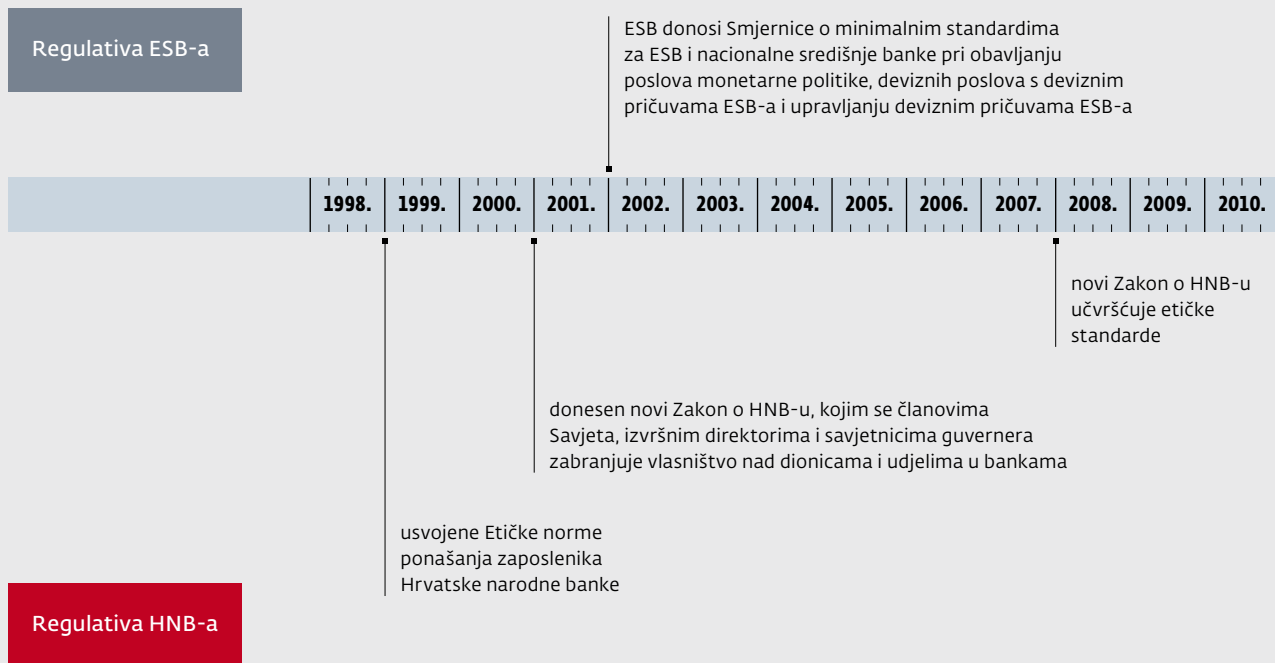 Regulativa ESB-a
ESB donosi Smjernice o minimalnim standardima
za ESB i nacionalne središnje banke pri obavljanju
poslova monetarne politike, deviznih poslova s deviznim
pričuvama ESB-a i upravljanju deviznim pričuvama ESB-a
1998. 1999. 2000. 2001. 2002. 2003. 2004. 2005. 2006. 2007. 2008. 2009. 2010.
novi Zakon o HNB-u
učvršćuje etičke
standarde
donesen novi Zakon o HNB-u, kojim se članovima
Savjeta, izvršnim direktorima i savjetnicima guvernera
zabranjuje vlasništvo nad dionicama i udjelima u bankama
usvojene Etičke norme
ponašanja zaposlenika
Hrvatske narodne banke
Regulativa HNB-a